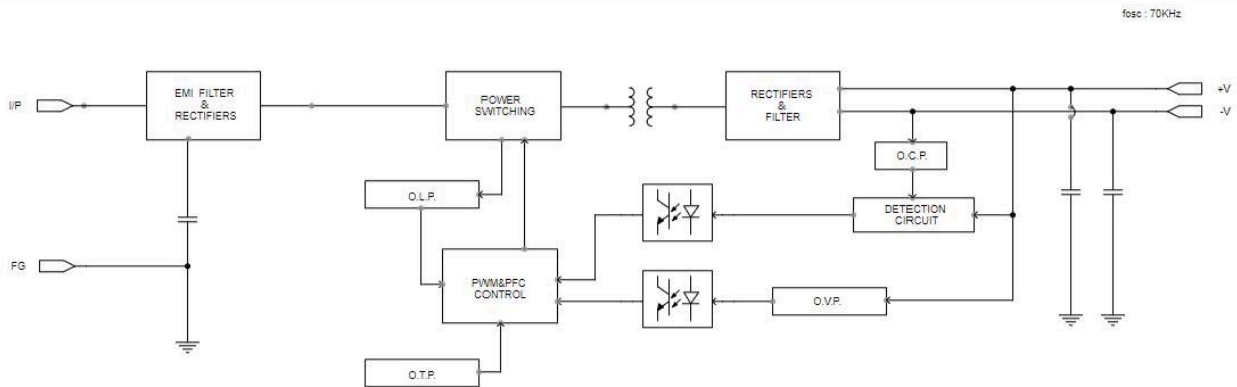 fosc : 70KHz
I/P
EMI FILTER
&
RECTIFIERS
POWER
SWITCHING
RECTIFIERS
&
FILTER
+V
-V
O.C.P.
O.L.P.
DETECTION
CIRCUIT
FG
PWM&PFC
CONTROL
O.V.P.
O.T.P.